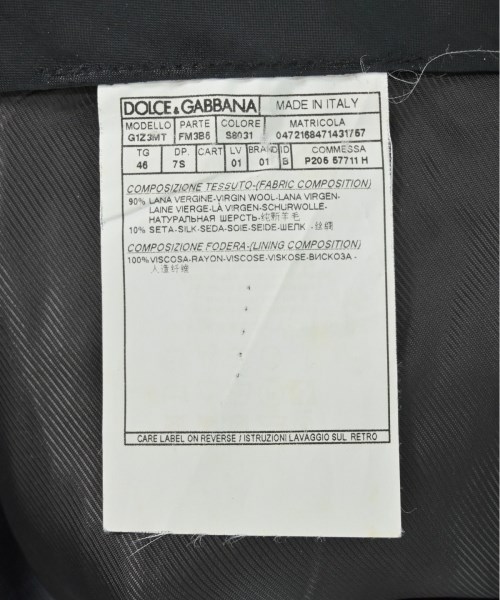 DOLCE & GABBANA MADE IN ITALY
MODELLO PARTE COLORE MATRICOLA
G1Z3MT FM3B6 S8031 0472168471431757
TG DP. CART LV BRAND ID COMMESSA
46 7S 01 01 B P205 57711 H
COMPOSIZIONE TESSUTO-(FABRIC COMPOSITION)
90% LANA VERGINE-VIRGIN WOOL-LANA VIRGEN-
LAINE VIERGE-LÀ VIRGEN-SCHURWOLLE-
НАТУРАЛЬНАЯ ШЕРСТЬ-纯新羊毛
10% SETA-SILK-SEDA-SOIE-SEIDE-ШЕЛК -丝绸
COMPOSIZIONE FODERA-(LINING COMPOSITION)
100% VISCOSA-RAYON-VISCOSE-VISKOSE-ВИСКОЗА -
人造纤维
CARE LABEL ON REVERSE / ISTRUZIONI LAVAGGIO SUL RETRO